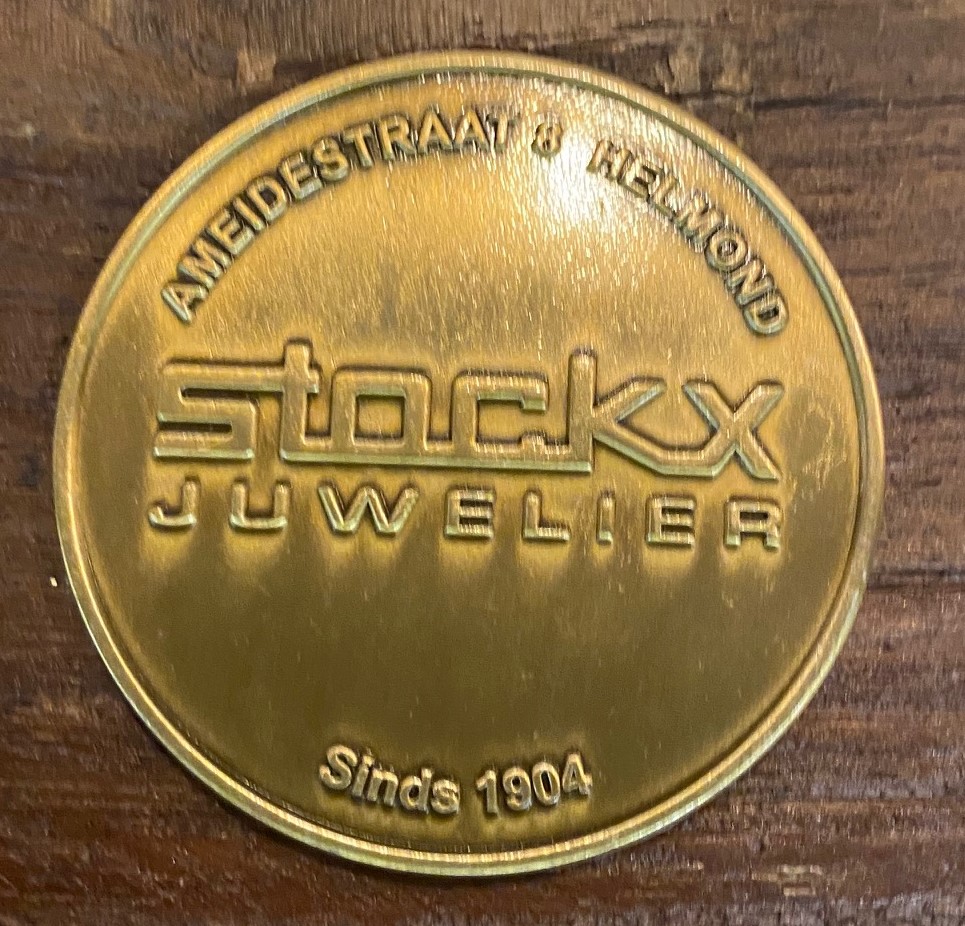 AMEIDESTRAAT 8 HELMOND
stockx
JUWELIER
Sinds 1904